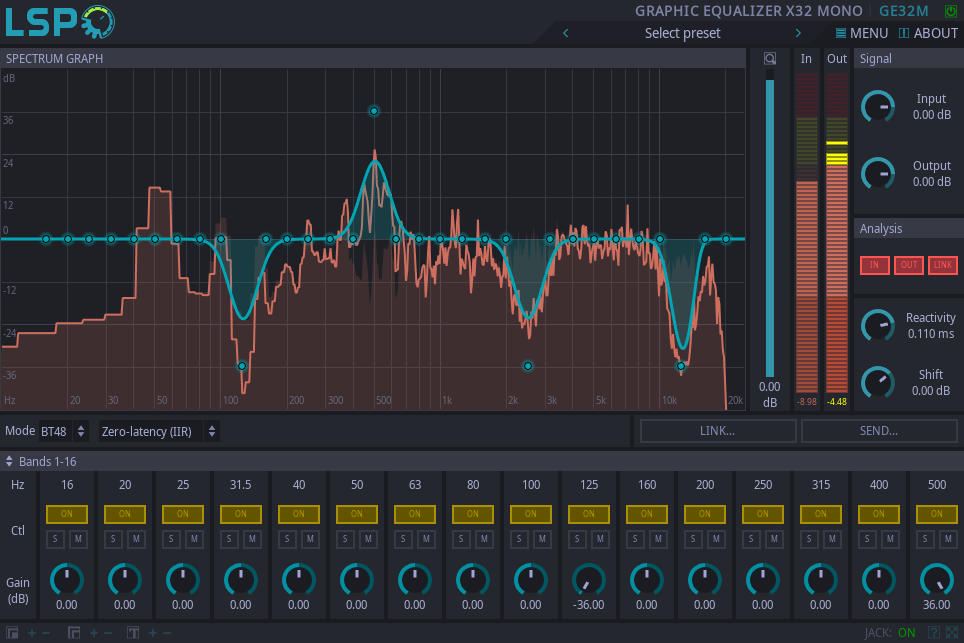 LSP
GRAPHIC EQUALIZER X32 MONO GE32M
Select preset
MENU ABOUT
SPECTRUM GRAPH
In Out
Signal
dB
36
24
12
0
-12
-24
-36
Hz 20 30 50 100 200 300 500 1k 2k 3k 5k 10k 20k
0.00
dB
-8.98 -4.48
Input
0.00 dB
Output
0.00 dB
Analysis
IN OUT LINK
Reactivity
0.110 ms
Shift
0.00 dB
Mode BT48 Zero-latency (IIR) LINK... SEND...
Bands 1-16
Hz 16 20 25 31.5 40 50 63 80 100 125 160 200 250 315 400 500
Ctl
ON ON ON ON ON ON ON ON ON ON ON ON ON ON ON ON
S M S M S M S M S M S M S M S M S M S M S M S M S M S M S M S M
Gain
(dB)
0.00 0.00 0.00 0.00 0.00 0.00 0.00 0.00 0.00 -36.00 0.00 0.00 0.00 0.00 0.00 36.00
JACK: ON